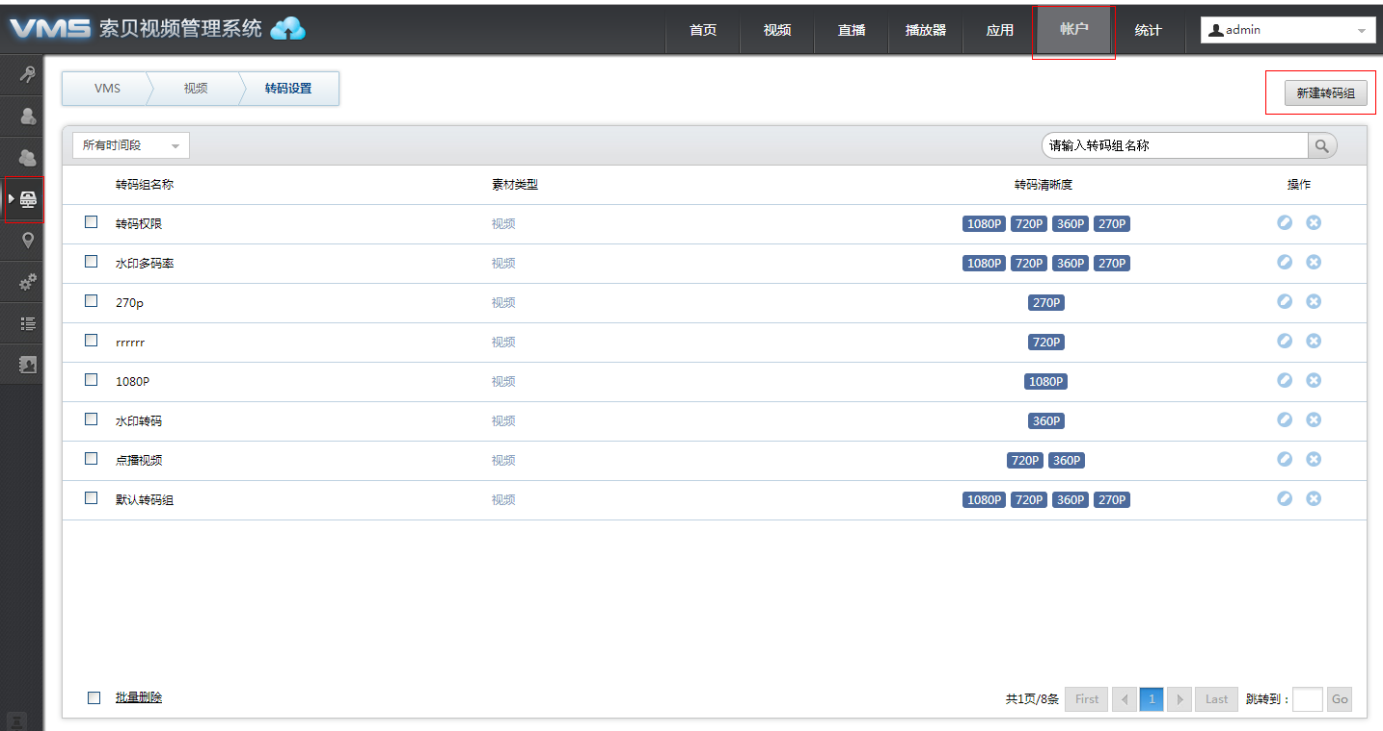 VMS 索贝视频管理系统 首页 视频 直播 播放器 应用 帐户 统计 admin
VMS 视频 转码设置 新建转码组
所有时间段 请输入转码组名称
转码组名称 素材类型 转码清晰度 操作
转码权限 视频 1080P 720P 360P 270P
水印多码率 视频 1080P 720P 360P 270P
270p 视频 270P
rrrrrr 视频 720P
1080P 视频 1080P
水印转码 视频 360P
点播视频 视频 720P 360P
默认转码组 视频 1080P 720P 360P 270P
批量删除 共1页/8条 First 1 Last 跳转到： Go